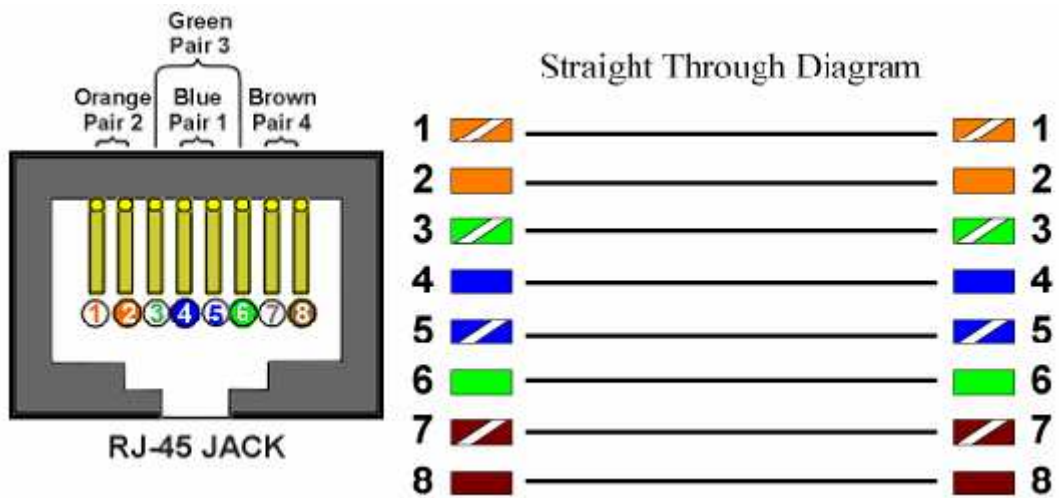 Green
Pair 3
Orange Blue Brown
Pair 2 Pair 1 Pair 4
1 2 3 4 5 6 7 8
RJ-45 JACK
Straight Through Diagram
1 1
2 2
3 3
4 4
5 5
6 6
7 7
8 8